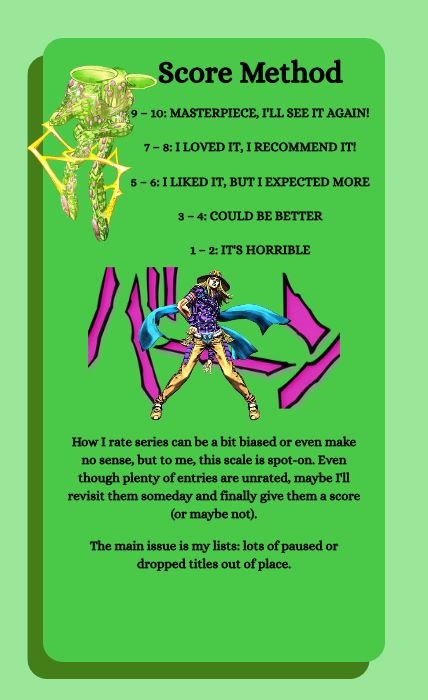 Score Method
9 – 10: MASTERPIECE, I'LL SEE IT AGAIN!
7 – 8: I LOVED IT, I RECOMMEND IT!
5 – 6: I LIKED IT, BUT I EXPECTED MORE
3 – 4: COULD BE BETTER
1 – 2: IT'S HORRIBLE
How I rate series can be a bit biased or even make
no sense, but to me, this scale is spot-on. Even
though plenty of entries are unrated, maybe I'll
revisit them someday and finally give them a score
(or maybe not).
The main issue is my lists: lots of paused or
dropped titles out of place.